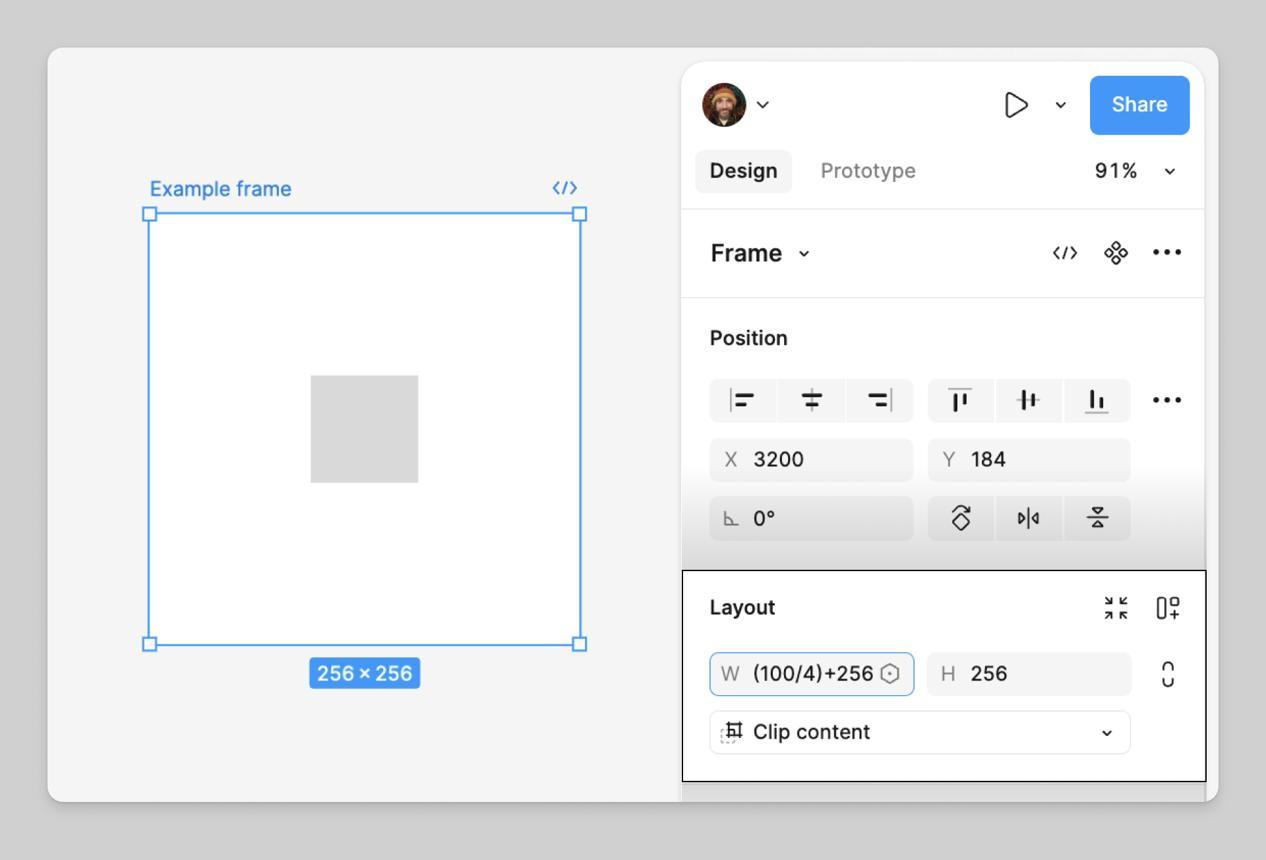 Share
Design Prototype 91%
Example frame </>
Frame </>
Position
X 3200 Y 184
0°
Layout
256 × 256
W (100/4)+256 H 256
Clip content